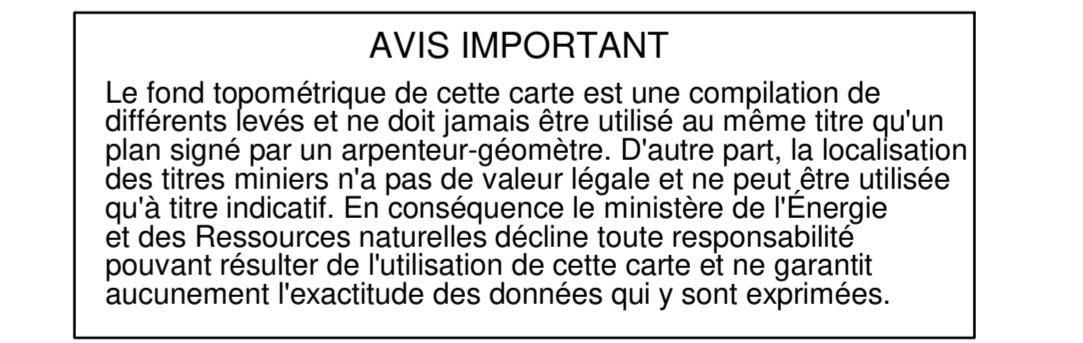 AVIS IMPORTANT
Le fond topométrique de cette carte est une compilation de
différents levés et ne doit jamais être utilisé au même titre qu'un
plan signé par un arpenteur-géomètre. D'autre part, la localisation
des titres miniers n'a pas de valeur légale et ne peut être utilisée
qu'à titre indicatif. En conséquence le ministère de l'Énergie
et des Ressources naturelles décline toute responsabilité
pouvant résulter de l'utilisation de cette carte et ne garantit
aucunement l'exactitude des données qui y sont exprimées.